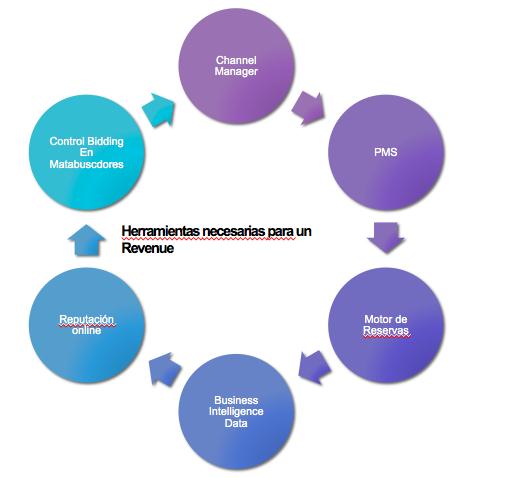 Channel
Manager
PMS
Motor de
Reservas
Business
Intelligence
Data
Reputación
online
Control Bidding
En
Matabuscdores
Herramientas necesarias para un
Revenue